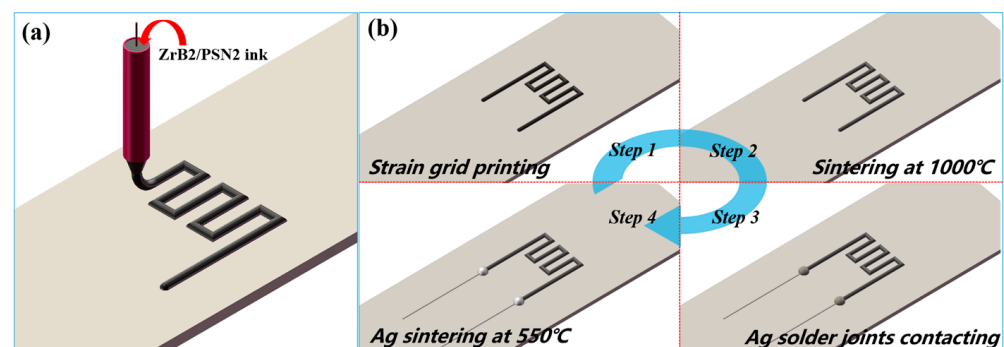 (a)
ZrB2/PSN2 ink
(b)
Step 1
Step 2
Strain grid printing
Sintering at 1000℃
Step 4
Step 3
Ag sintering at 550℃
Ag solder joints contacting